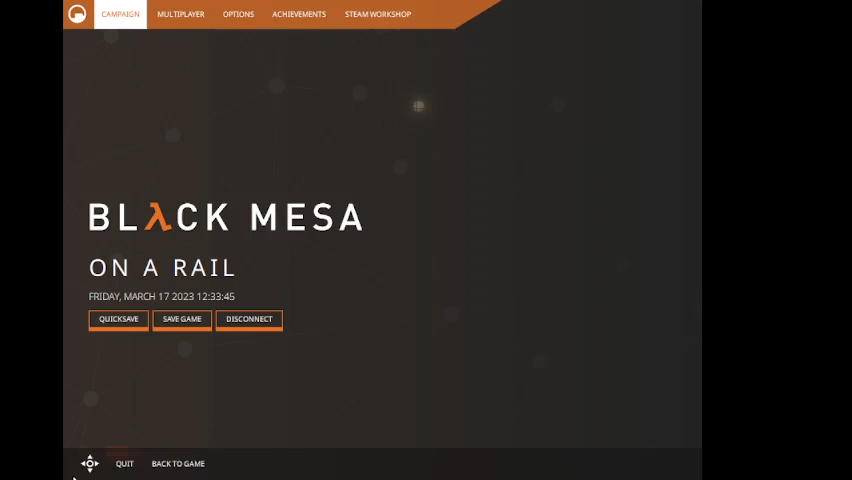 CAMPAIGN MULTIPLAYER OPTIONS ACHIEVEMENTS STEAM WORKSHOP
BLλCK MESA
ON A RAIL
FRIDAY, MARCH 17 2023 12:33:45
QUICKSAVE SAVE GAME DISCONNECT
QUIT BACK TO GAME